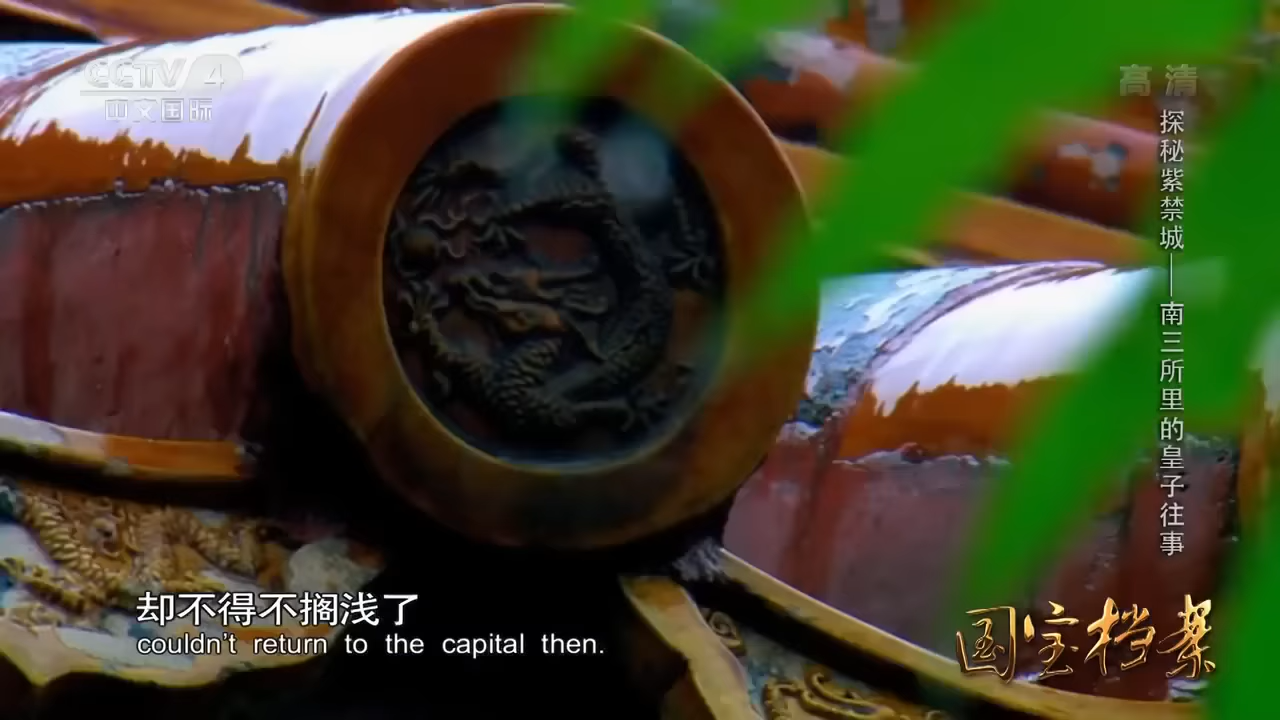 CCTV 4
中文国际
高清
探秘紫禁城——南三所里的皇子往事
却不得不搁浅了
couldn't return to the capital then.
国宝档案